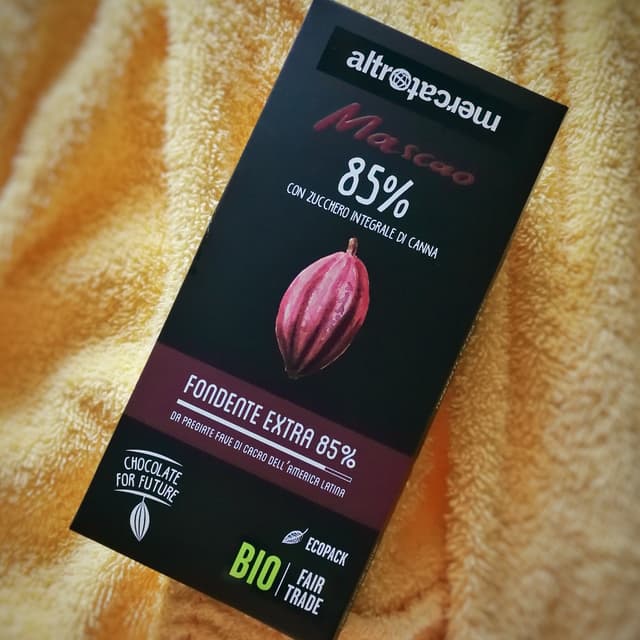 altromercato
Mascao
85%
CON ZUCCHERO INTEGRALE DI CANNA
FONDENTE EXTRA 85%
DA PREGIATE FAVE DI CACAO DELL'AMERICA LATINA
CHOCOLATE
FOR FUTURE
ECOPACK
BIO
FAIR
TRADE